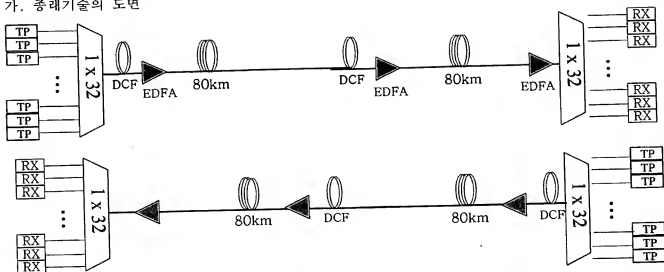 가. 종래기술의 도면
TP
TP
TP
...
TP
TP
TP
1 x 32
DCF
EDFA
80km
DCF
EDFA
80km
EDFA
1 x 32
RX
RX
RX
...
RX
RX
RX
RX
RX
RX
...
RX
RX
RX
1 x 32
80km
DCF
80km
DCF
1 x 32
TP
TP
TP
...
TP
TP
TP